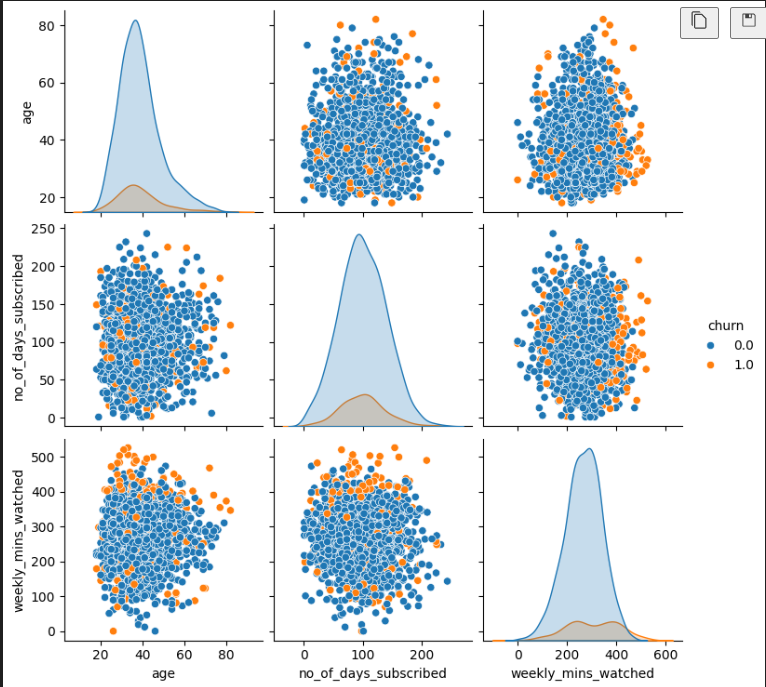 80
60
40
20
age
250
200
150
100
50
0
no_of_days_subscribed
churn
0.0
1.0
500
400
300
200
100
0
weekly_mins_watched
20 40 60 80
0 100 200
0 200 400 600
age
no_of_days_subscribed
weekly_mins_watched